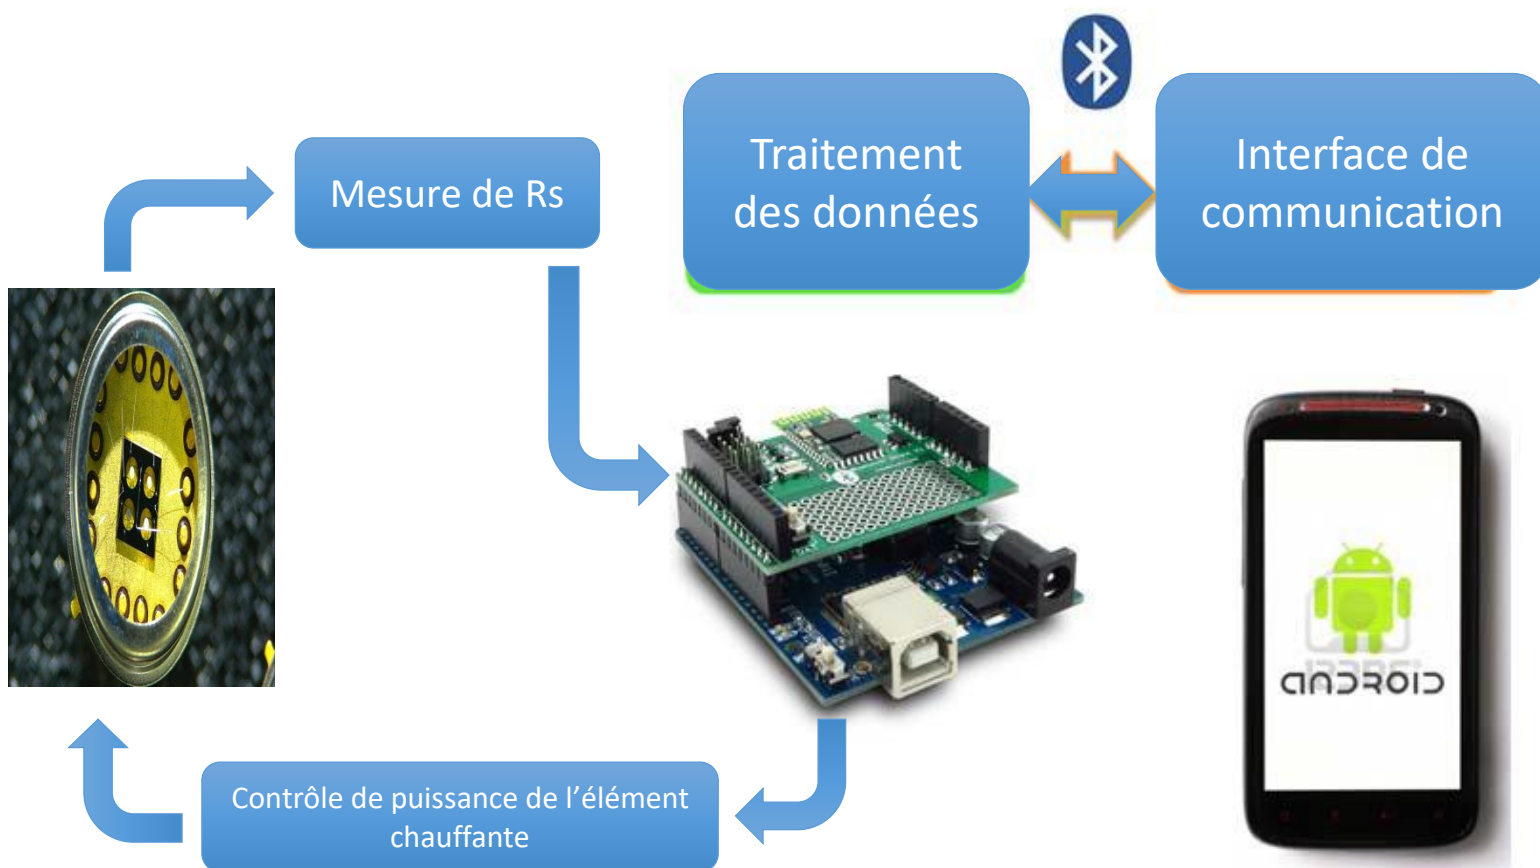 Mesure de Rs
Traitement
des données
Interface de
communication
ANDROID
Contrôle de puissance de l’élément
chauffante